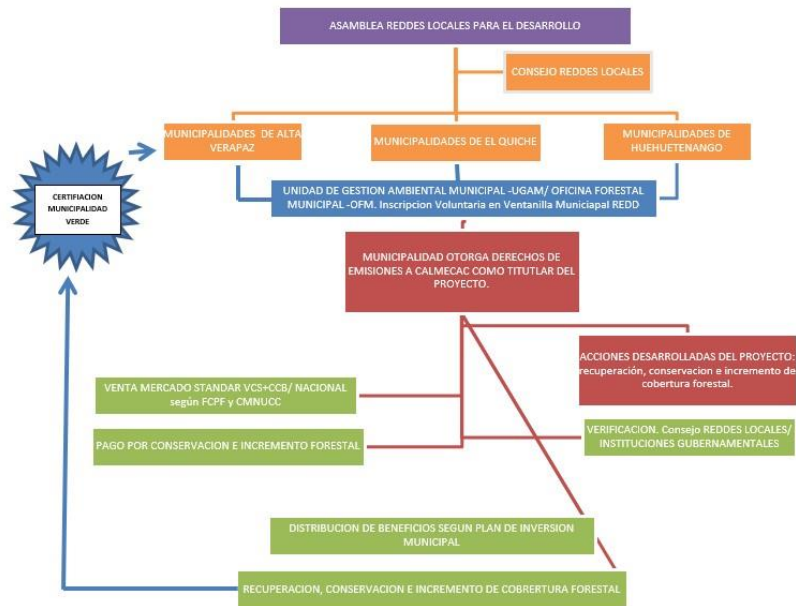 ASAMBLEA REDDES LOCALES PARA EL DESARROLLO
CONSEJO REDDES LOCALES
MUNICIPALIDADES DE ALTA
VERAPAZ
MUNICIPALIDADES DE EL QUICHE
MUNICIPALIDADES DE
HUEHUETENANGO
CERTIFIACION
MUNICIPALIDAD
VERDE
UNIDAD DE GESTION AMBIENTAL MUNICIPAL -UGAM/ OFICINA FORESTAL
MUNICIPAL -OFM. Inscripcion Voluntaria en Ventanilla Municiapal REDD
MUNICIPALIDAD OTORGA DERECHOS DE
EMISIONES A CALMECAC COMO TITUTLAR DEL
PROYECTO.
ACCIONES DESARROLLADAS DEL PROYECTO:
recuperación, conservacion e incremento de
cobertura forestal.
VENTA MERCADO STANDAR VCS+CCB/ NACIONAL
según FCPF y CMNUCC
PAGO POR CONSERVACION E INCREMENTO FORESTAL
VERIFICACION. Consejo REDDES LOCALES/
INSTITUCIONES GUBERNAMENTALES
DISTRIBUCION DE BENEFICIOS SEGUN PLAN DE INVERSION
MUNICIPAL
RECUPERACION, CONSERVACION E INCREMENTO DE COBRERTURA FORESTAL